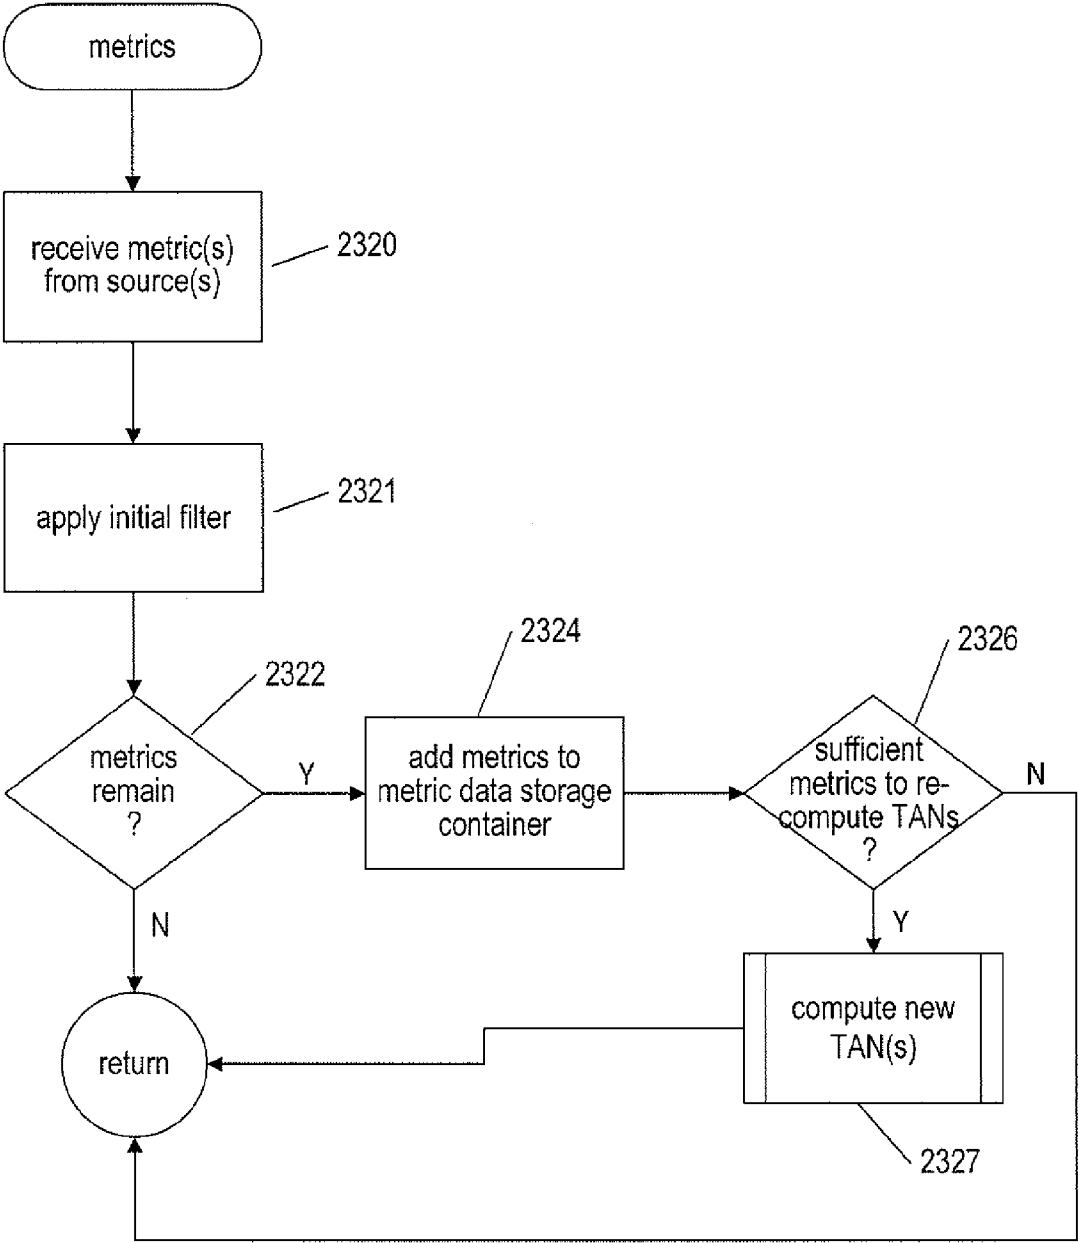 metrics
receive metric(s)
from source(s)
2320
apply initial filter
2321
metrics
remain
?
2322
Y
N
add metrics to
metric data storage
container
2324
sufficient
metrics to re-
compute TANs
?
2326
N
Y
compute new
TAN(s)
2327
return